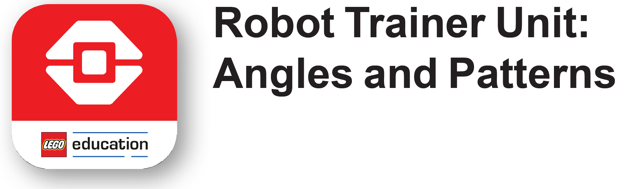 Robot Trainer Unit:
Angles and Patterns
LEGO education